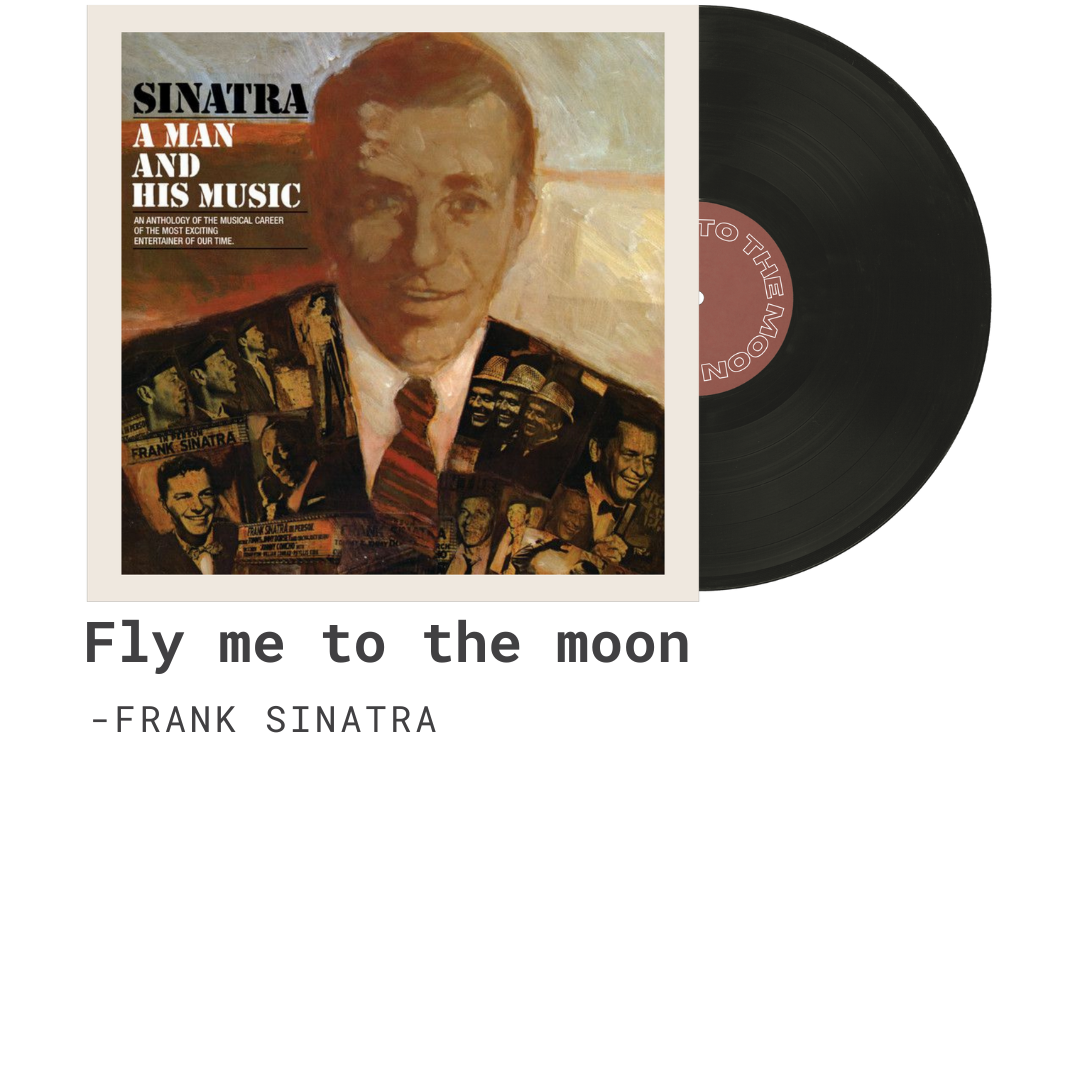 SINATRA
A MAN
AND
HIS MUSIC
AN ANTHOLOGY OF THE MUSICAL CAREER
OF THE MOST EXCITING
ENTERTAINER OF OUR TIME.
TO THE MOON
IN PERSON
FRANK SINATRA
FRANK SINATRA IN PERSON
Fly me to the moon
-FRANK SINATRA